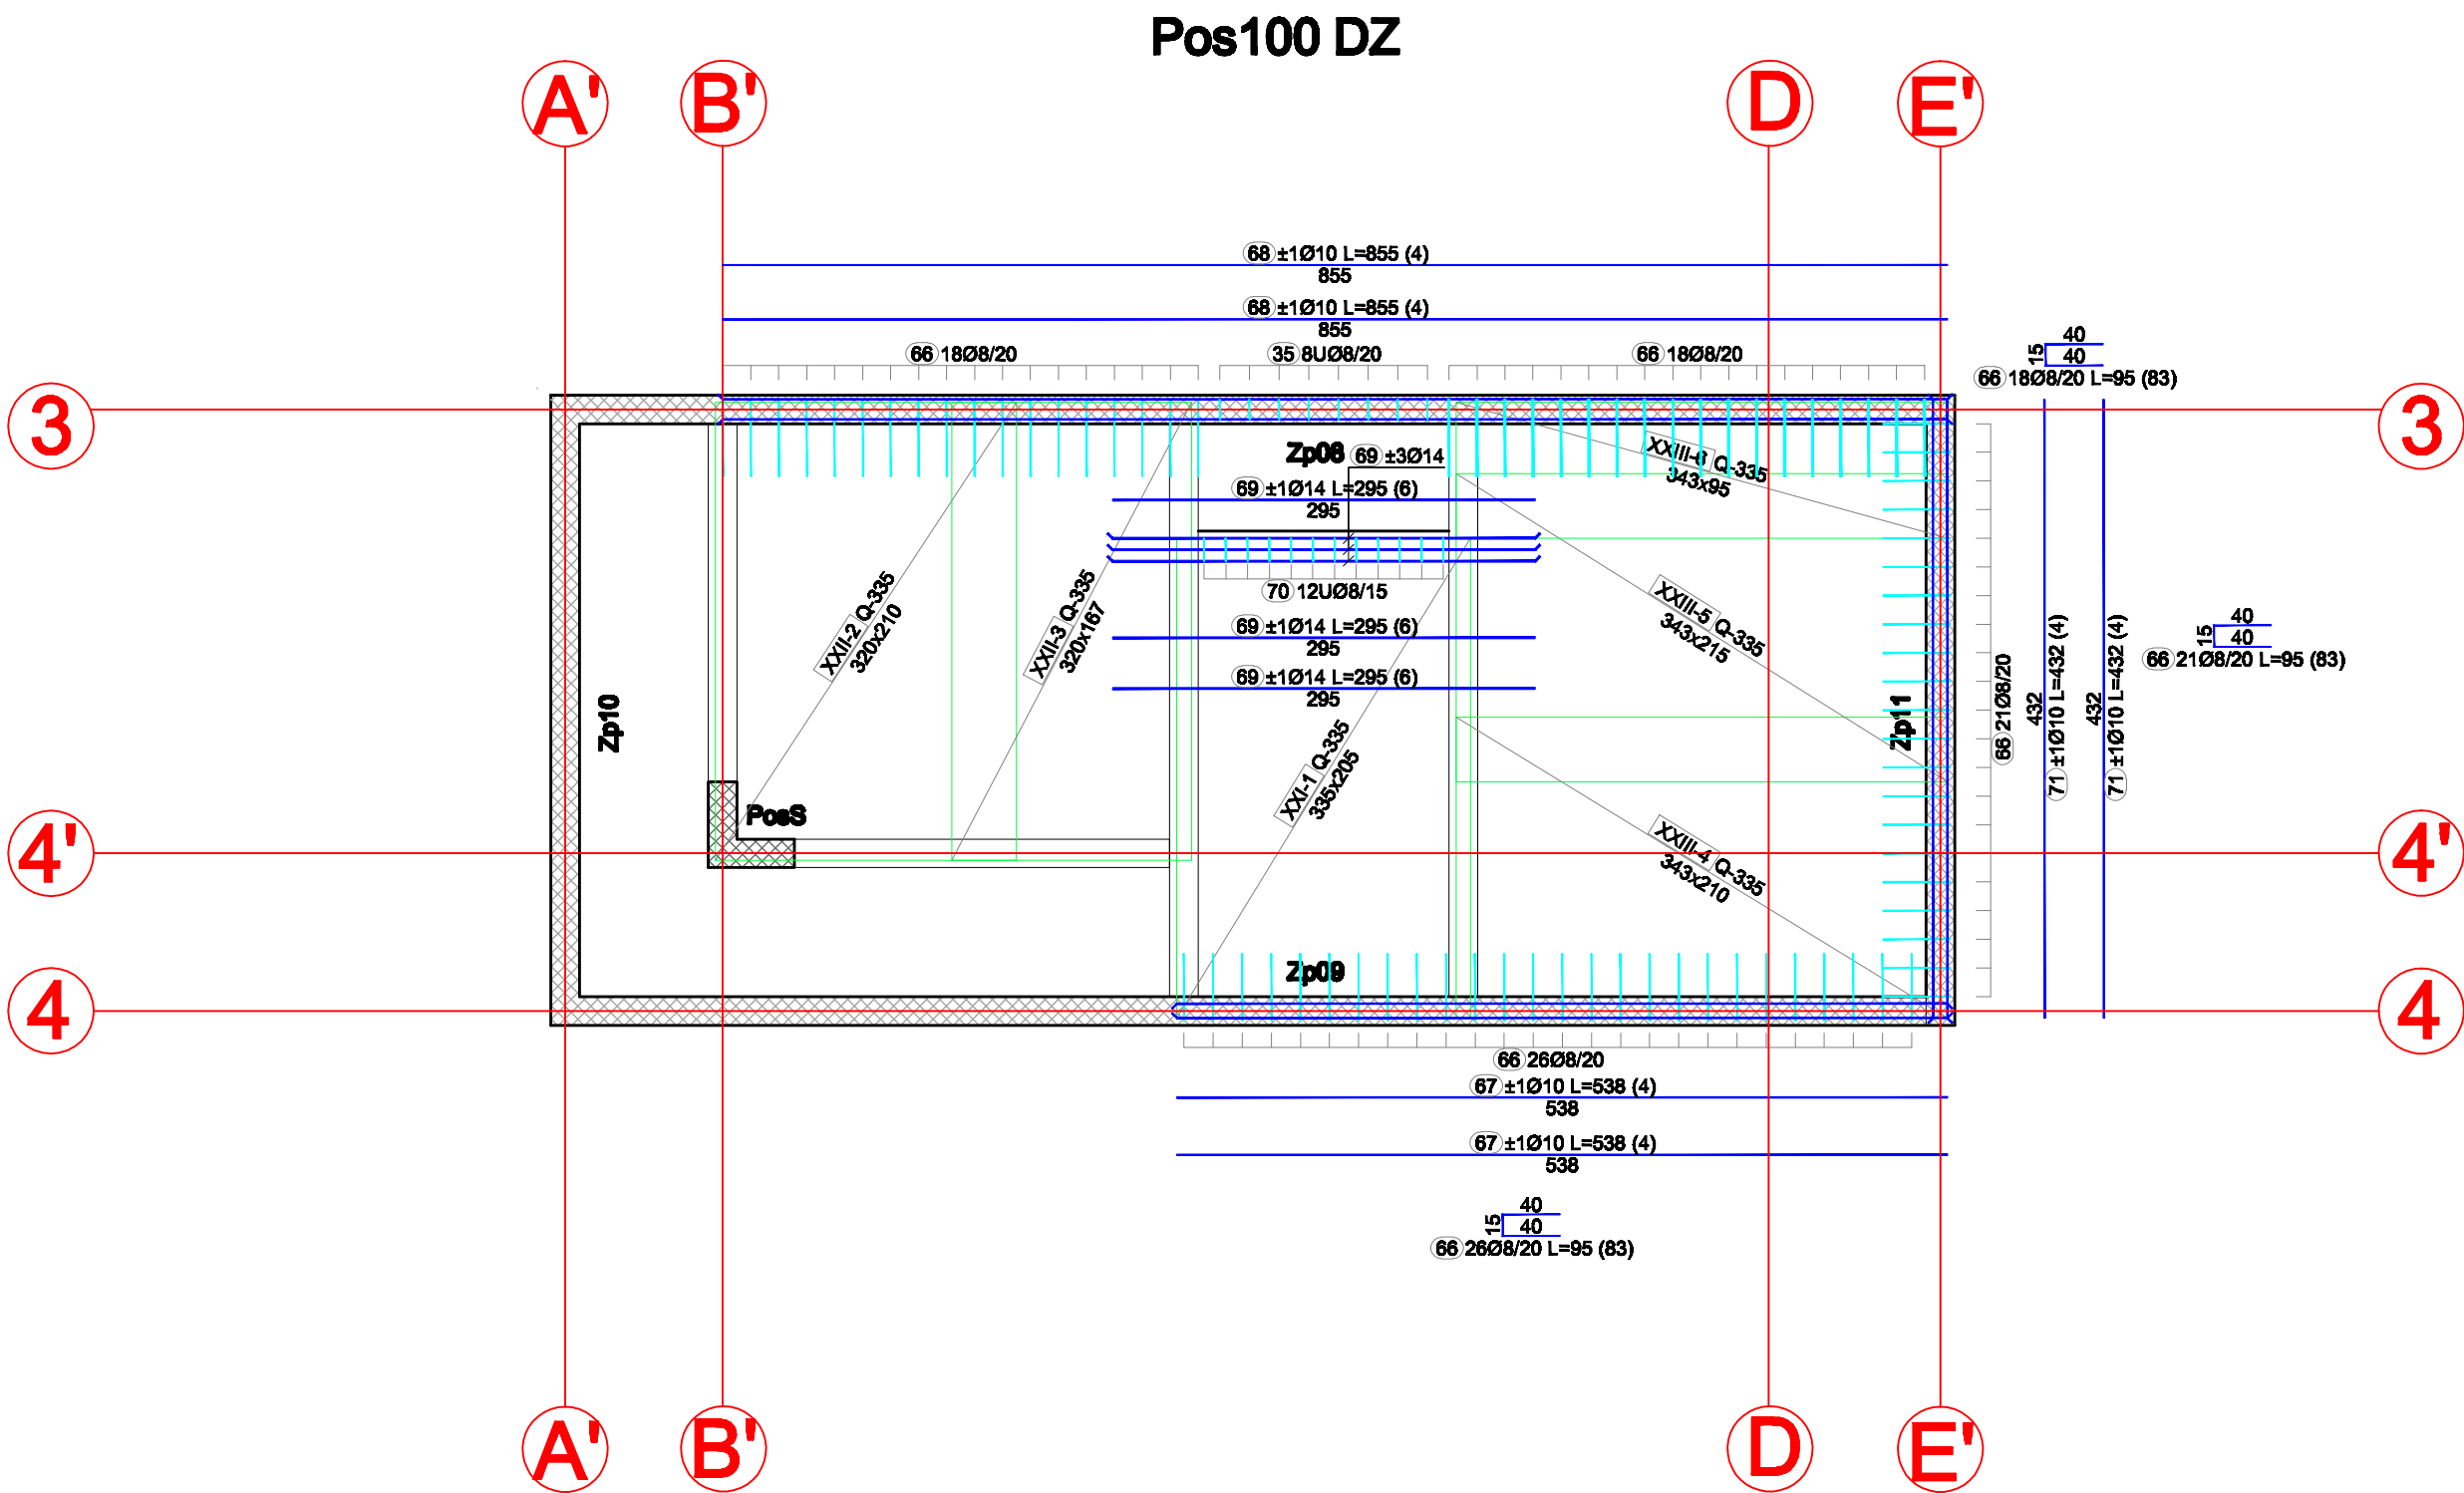 Pos100 DZ
A'
B'
D
E'
68 ±1Ø10 L=855 (4)
855
68 ±1Ø10 L=855 (4)
855
66 18Ø8/20
35 8UØ8/20
66 18Ø8/20
40
15
40
66 18Ø8/20 L=95 (83)
3
3
Zp08
69 ±3Ø14
69 ±1Ø14 L=295 (6)
295
70 12UØ8/15
69 ±1Ø14 L=295 (6)
295
69 ±1Ø14 L=295 (6)
295
XXII-2 Q-335
320x210
XXII-3 Q-335
320x167
XXI-1 Q-335
335x205
XXIII-6 Q-335
343x95
XXIII-5 Q-335
343x215
XXIII-4 Q-335
343x210
Zp10
Zp11
66 21Ø8/20
432
71 ±1Ø10 L=432 (4)
432
71 ±1Ø10 L=432 (4)
40
15
40
66 21Ø8/20 L=95 (83)
PosS
4'
4'
Zp09
4
4
66 26Ø8/20
67 ±1Ø10 L=538 (4)
538
67 ±1Ø10 L=538 (4)
538
40
15
40
66 26Ø8/20 L=95 (83)
A'
B'
D
E'